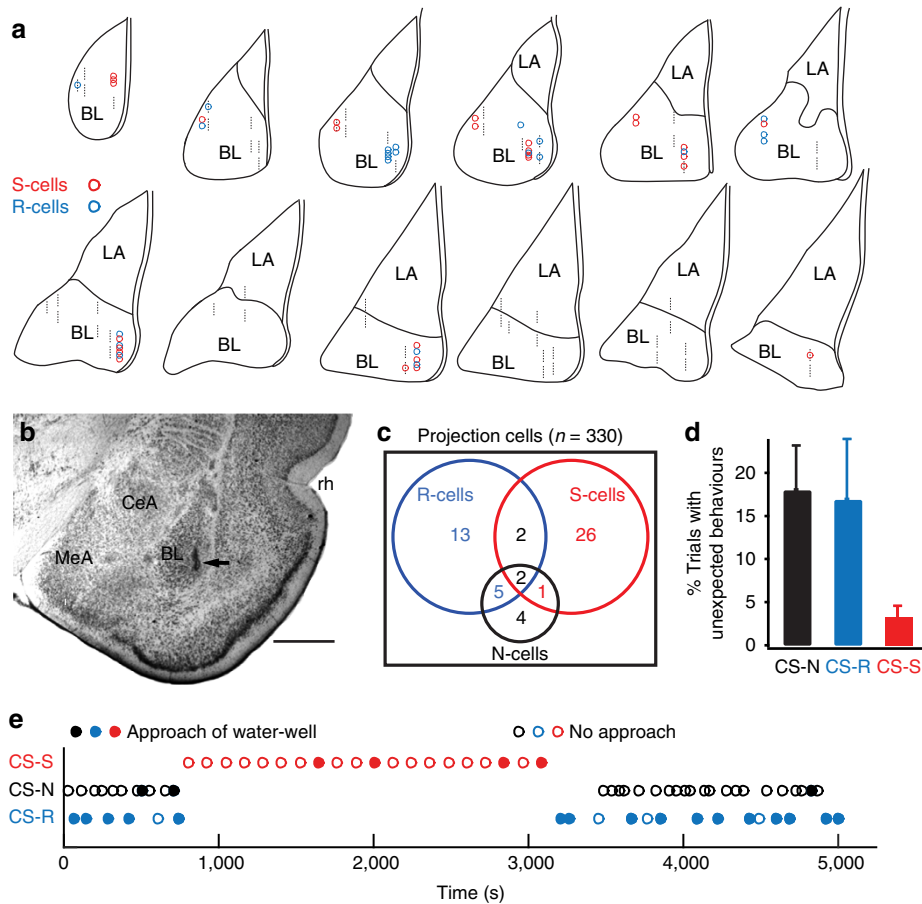 a
LA
LA
LA
BL
BL
BL
BL
BL
BL
S-cells
R-cells
LA
LA
LA
LA
LA
LA
BL
BL
BL
BL
BL
BL
b
CeA
MeA
BL
rh
c
Projection cells (n = 330)
R-cells
S-cells
13
2
26
2
5
1
4
N-cells
d
% Trials with
unexpected behaviours
20
15
10
5
0
CS-N CS-R CS-S
e
Approach of water-well
No approach
CS-S
CS-N
CS-R
0 1,000 2,000 3,000 4,000 5,000
Time (s)